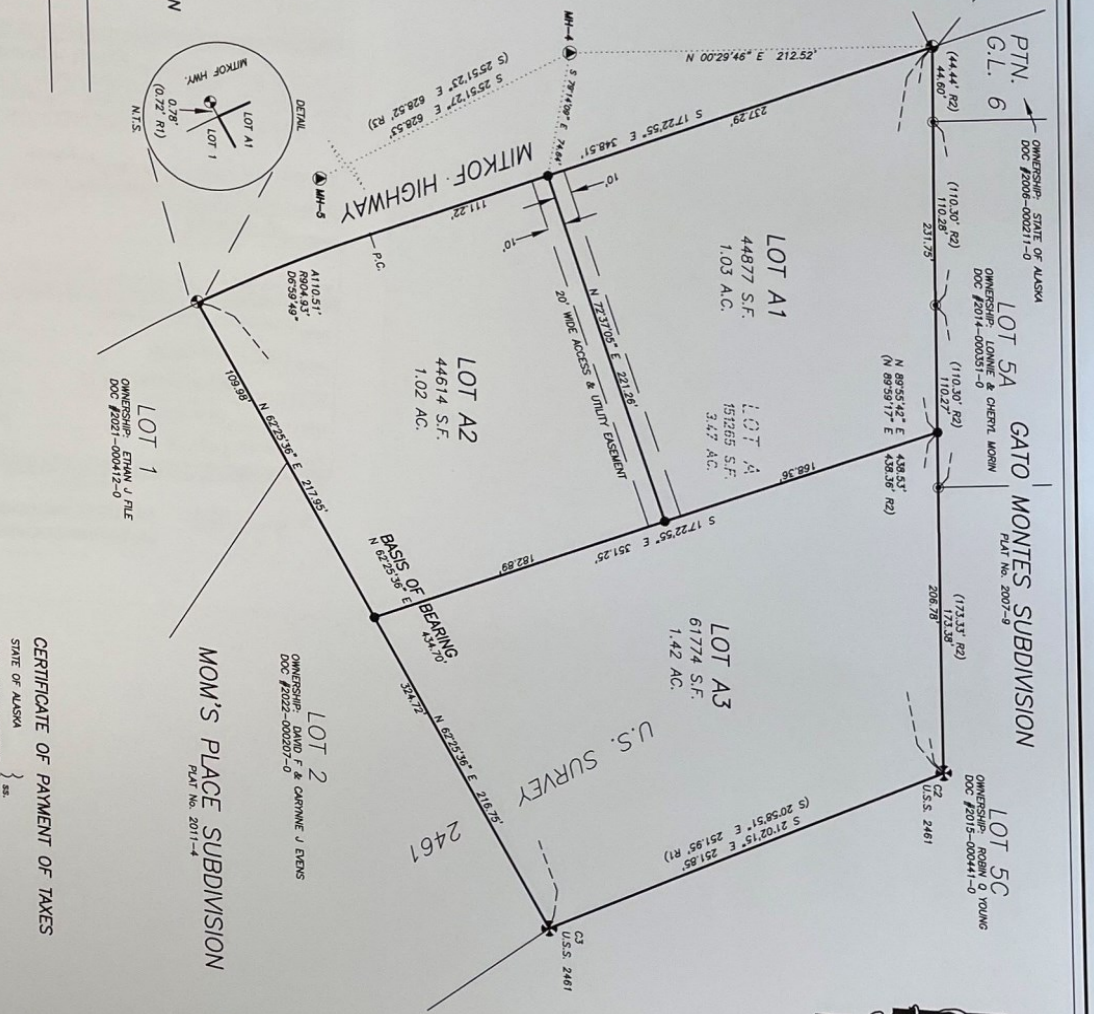 PTN.
G.L. 6
OWNERSHIP: STATE OF ALASKA
DOC #2006-000211-0
LOT 5A
OWNERSHIP: LONNIE & CHERYL MORIN
DOC #2014-000351-0
GATO MONTES SUBDIVISION
PLAT No. 2007-9
LOT 5C
OWNERSHIP: ROBIN Q YOUNG
DOC #2015-000441-0
(44.44' R2)
44.60'
(110.30' R2)
110.28'
231.75'
(110.30' R2)
110.27'
N 89°55'42" E 438.53'
(N 89°59'17" E 438.36' R2)
(173.33' R2)
173.38'
206.78'
C2
U.S.S. 2461
MH-4
N 00°29'46" E 212.52'
S 79°14'09" E 74.64'
237.29'
S 17°22'55" E 348.51'
MITKOF HIGHWAY
S 25°51'27" E 628.53'
(S 25°51'23" E 628.52' R3)
MH-5
111.22'
P.C.
10'
10'
LOT A1
44877 S.F.
1.03 A.C.
LOT A
151265 S.F.
3.47 A.C.
N 72°37'05" E 221.26'
20' WIDE ACCESS & UTILITY EASEMENT
168.36'
S 17°22'55" E 351.25'
182.89'
LOT A2
44614 S.F.
1.02 AC.
A110.51'
R904.93'
D6°59'49"
LOT A3
61774 S.F.
1.42 AC.
U.S. SURVEY
2461
S 21°02'15" E 251.85'
(S 20°58'51" E 251.95' R1)
C3
U.S.S. 2461
109.98'
N 62°25'36" E 217.95'
BASIS OF BEARING
N 62°25'36" E 434.70'
324.72'
N 62°25'36" E 216.75'
DETAIL
MITKOF HWY.
LOT A1
LOT 1
0.78'
(0.72' R1)
N.T.S.
LOT 1
OWNERSHIP: ETHAN J FILE
DOC #2021-000412-0
LOT 2
OWNERSHIP: DAVID F & CARYNNE J EVENS
DOC #2022-000207-0
MOM'S PLACE SUBDIVISION
PLAT No. 2011-4
N
CERTIFICATE OF PAYMENT OF TAXES
STATE OF ALASKA } ss.